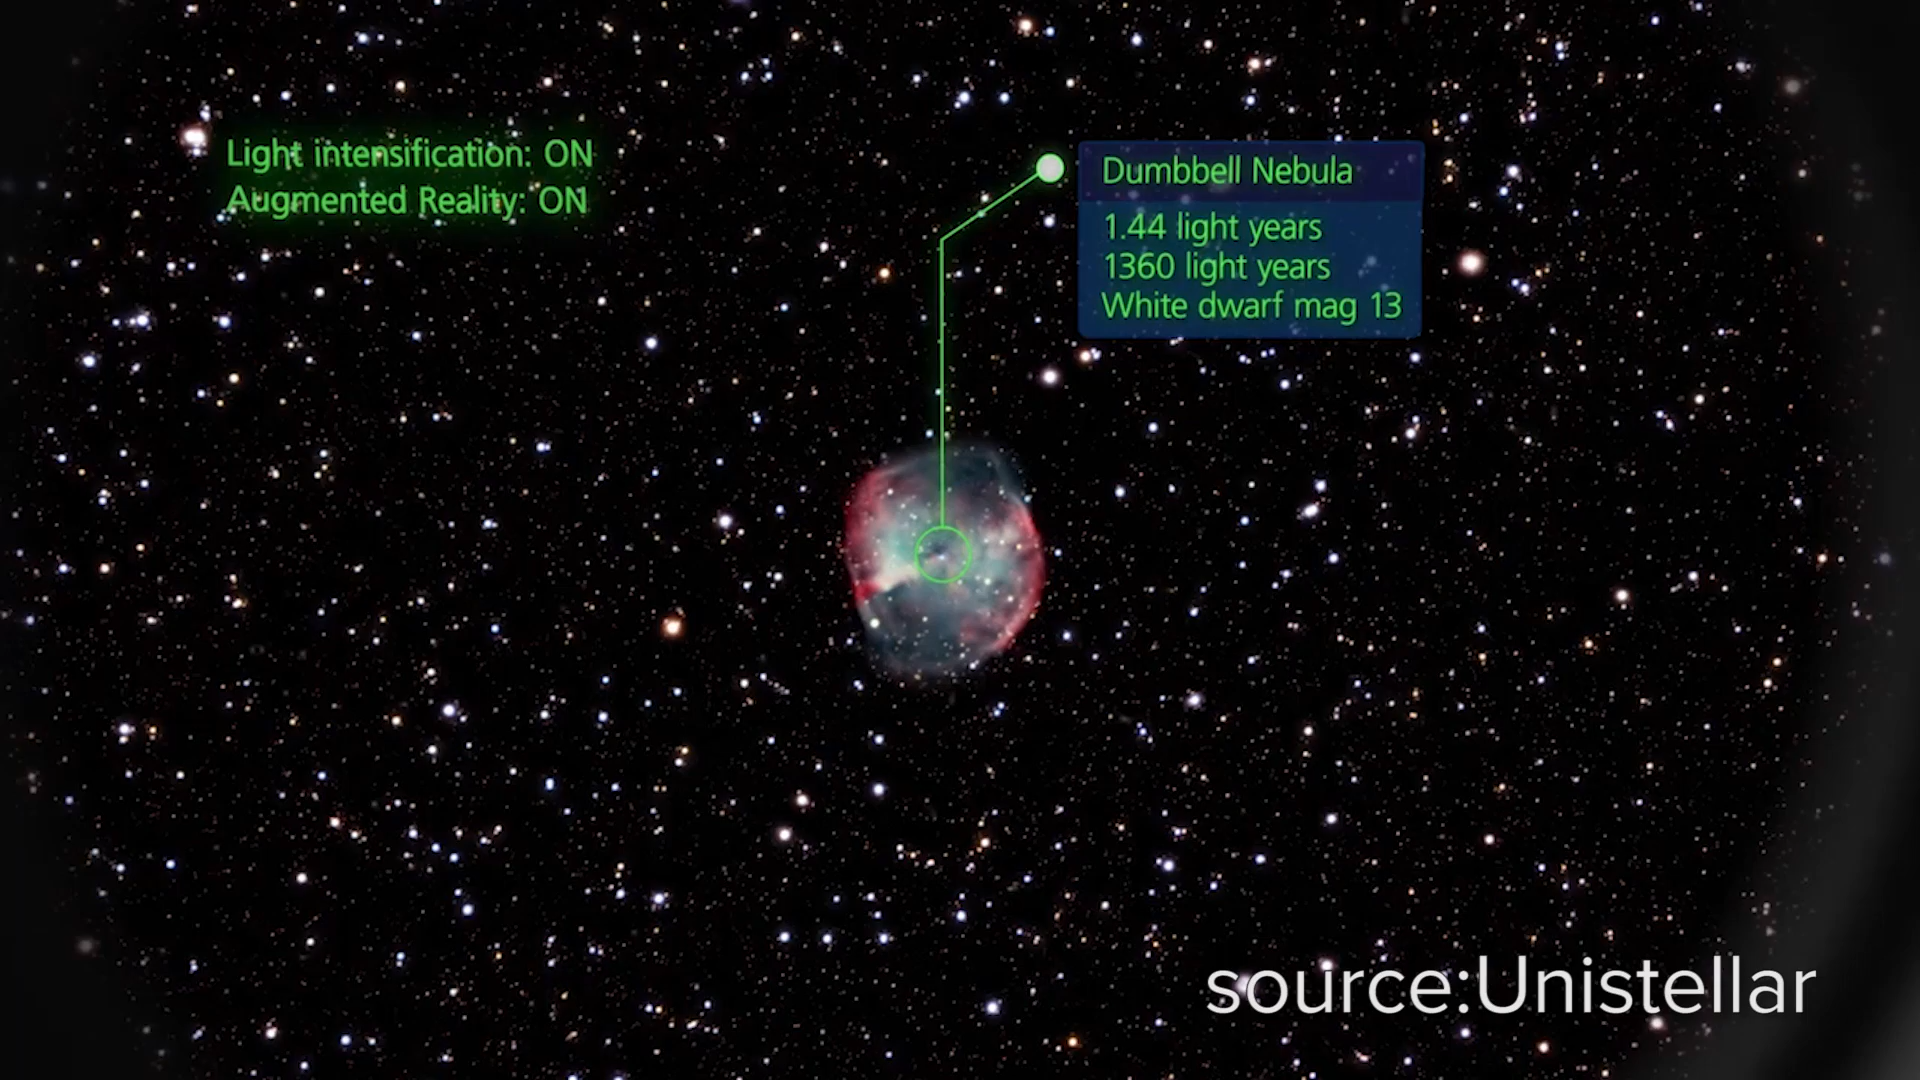 Light intensification: ON
Augmented Reality: ON
Dumbbell Nebula
1.44 light years
1360 light years
White dwarf mag 13
source:Unistellar